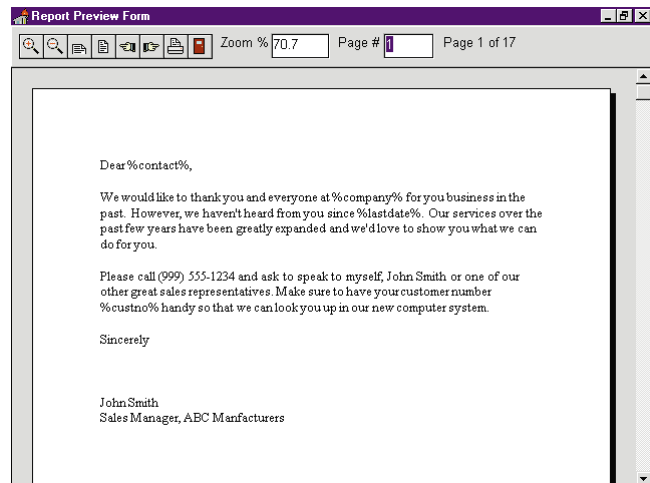 Report Preview Form
Zoom % 70.7 Page # 1 Page 1 of 17
Dear %contact%,
We would like to thank you and everyone at %company% for you business in the
past. However, we haven't heard from you since %lastdate%. Our services over the
past few years have been greatly expanded and we'd love to show you what we can
do for you.
Please call (999) 555-1234 and ask to speak to myself, John Smith or one of our
other great sales representatives. Make sure to have your customer number
%custno% handy so that we can look you up in our new computer system.
Sincerely
John Smith
Sales Manager, ABC Manfacturers